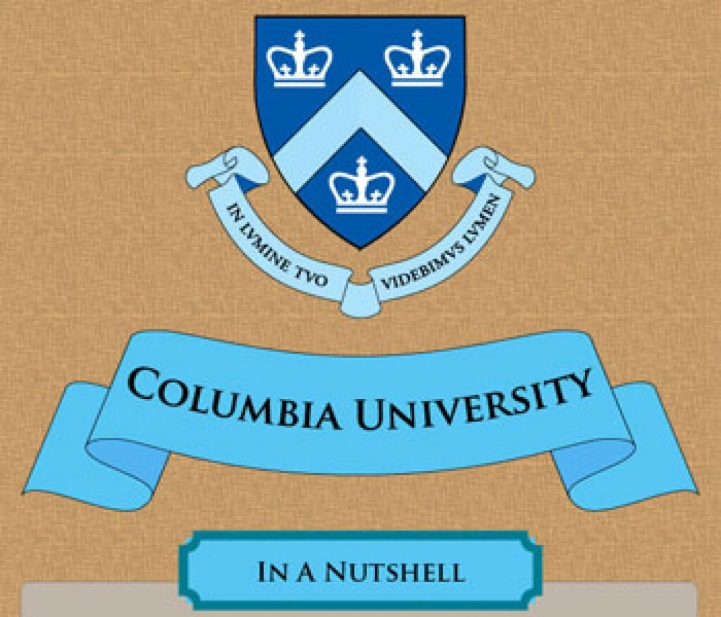 IN LVMINE TVO VIDEBIMVS LVMEN
COLUMBIA UNIVERSITY
IN A NUTSHELL